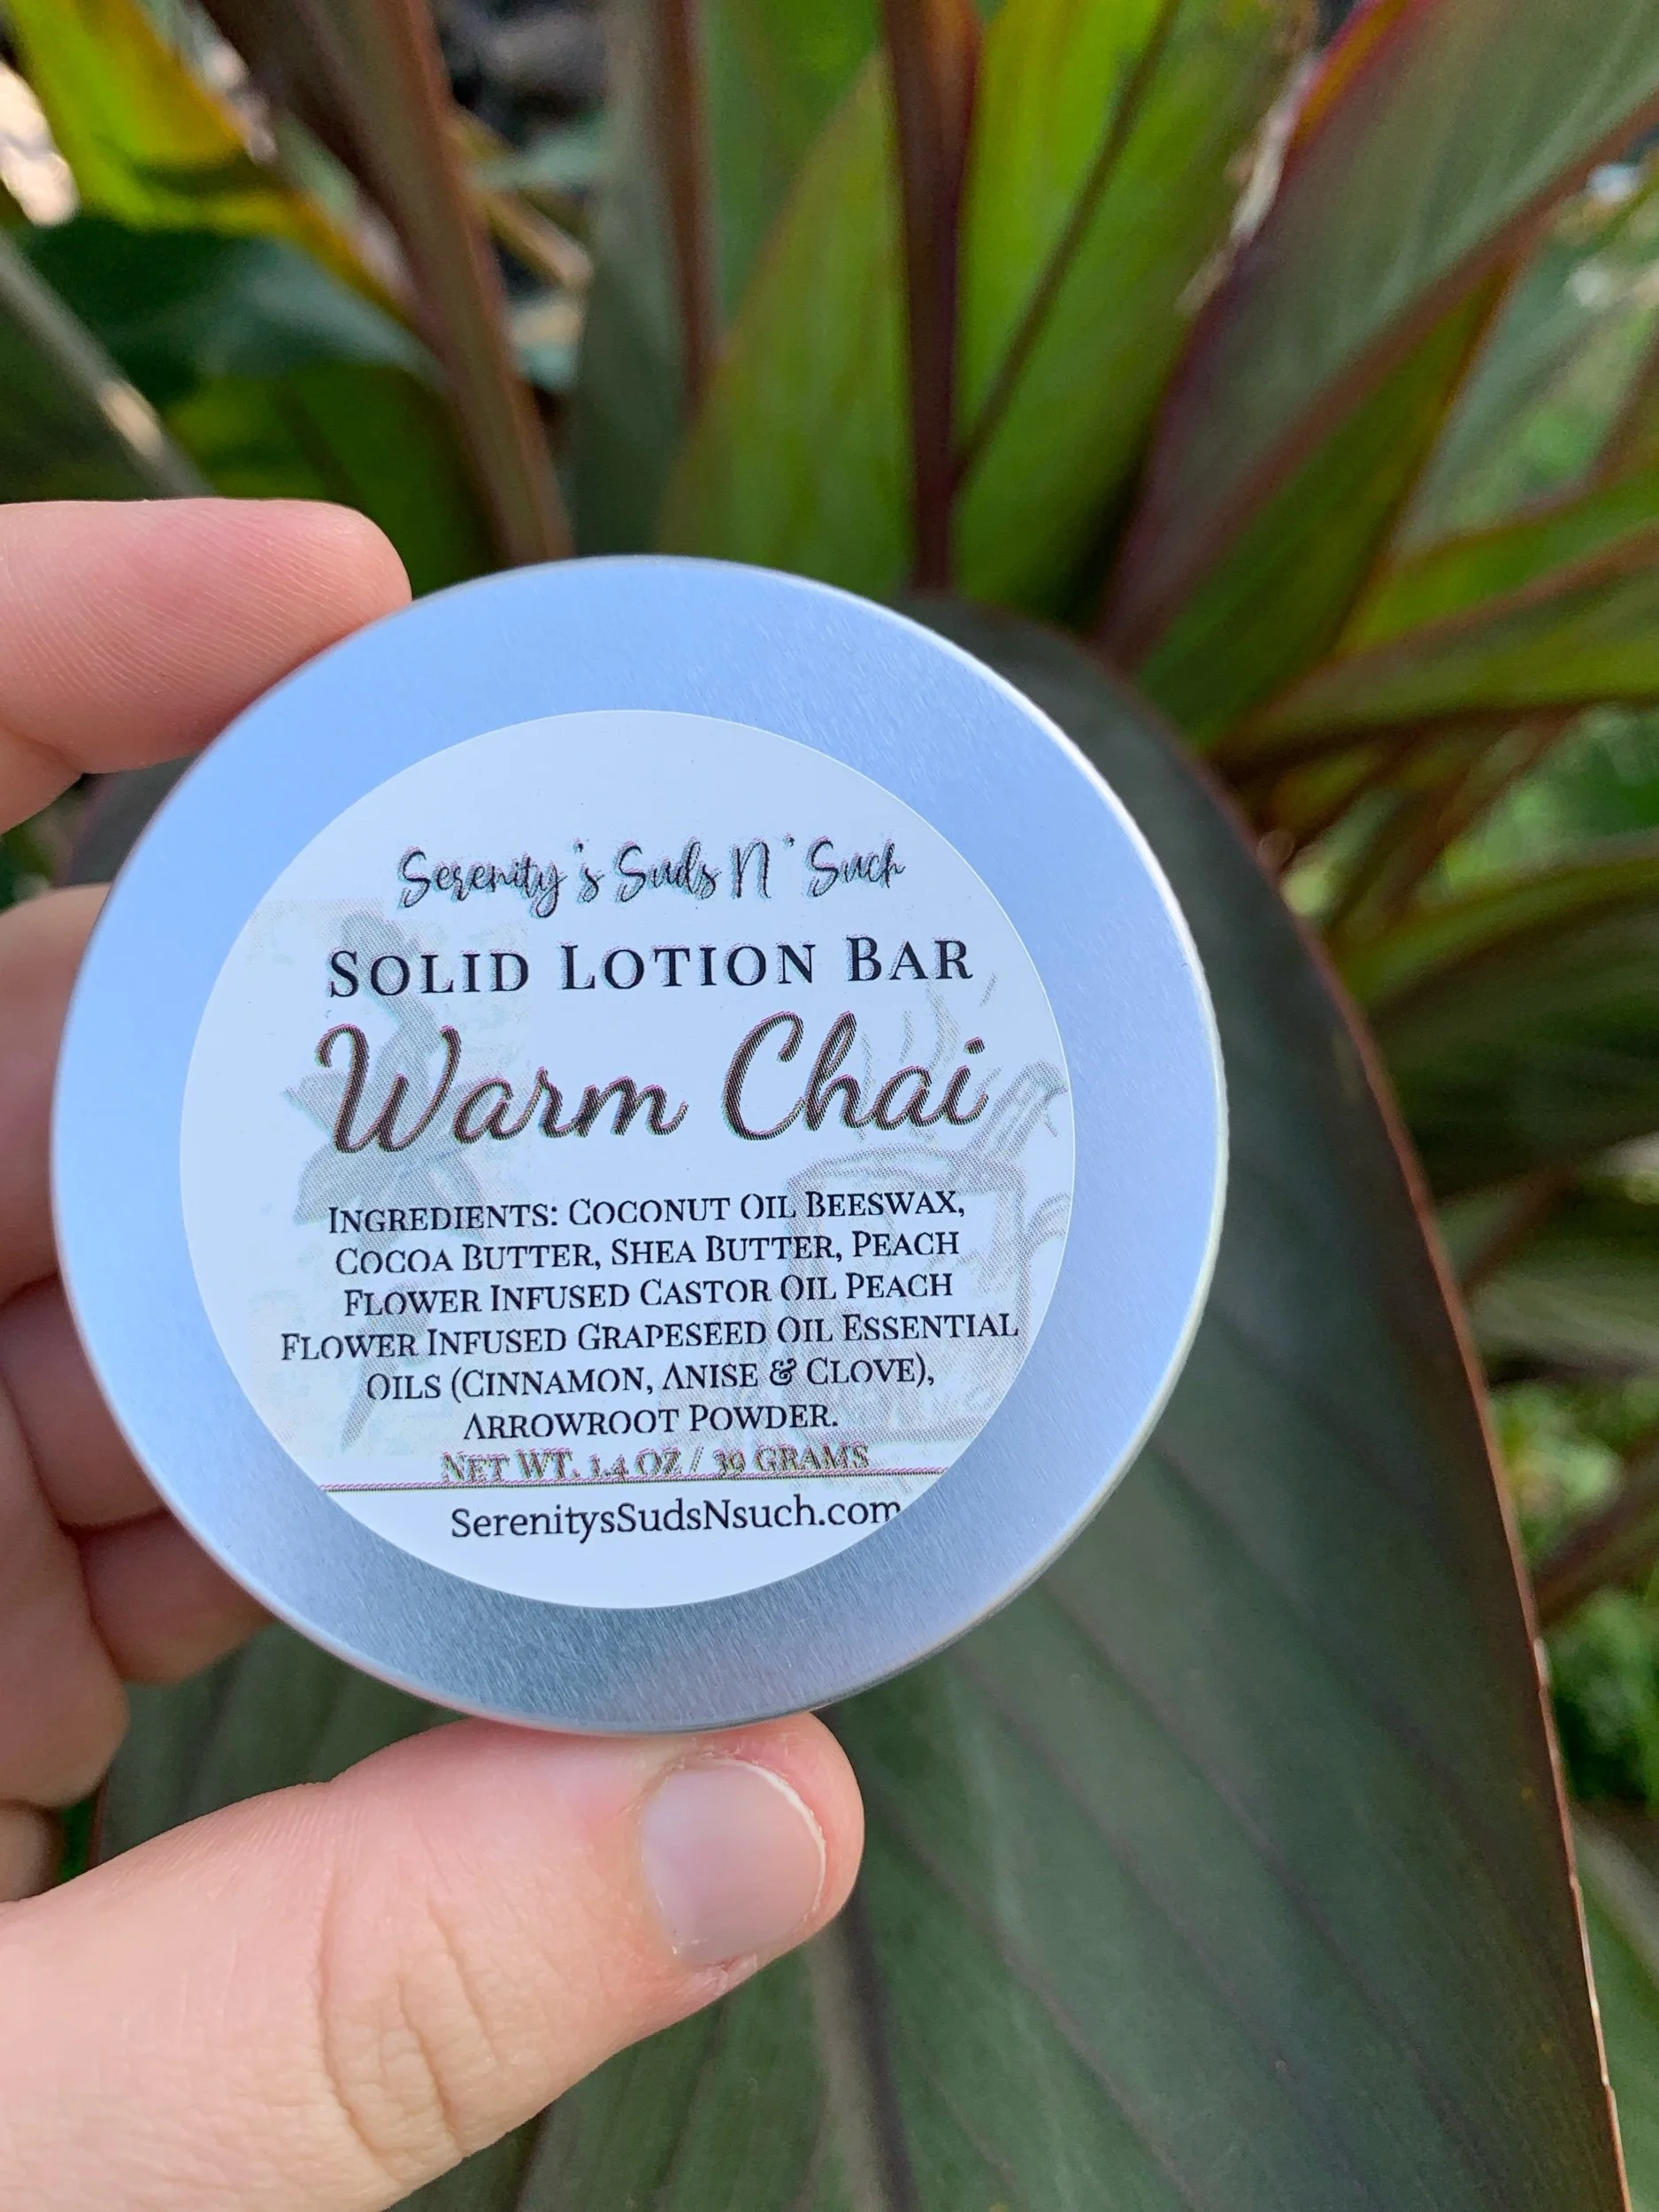 Serenity's Suds N' Such
SOLID LOTION BAR
Warm Chai
INGREDIENTS: COCONUT OIL BEESWAX,
COCOA BUTTER, SHEA BUTTER, PEACH
FLOWER INFUSED CASTOR OIL PEACH
FLOWER INFUSED GRAPESEED OIL ESSENTIAL
OILS (CINNAMON, ANISE & CLOVE),
ARROWROOT POWDER.
NET WT. 1.4 OZ / 39 GRAMS
SerenitysSudsNsuch.com